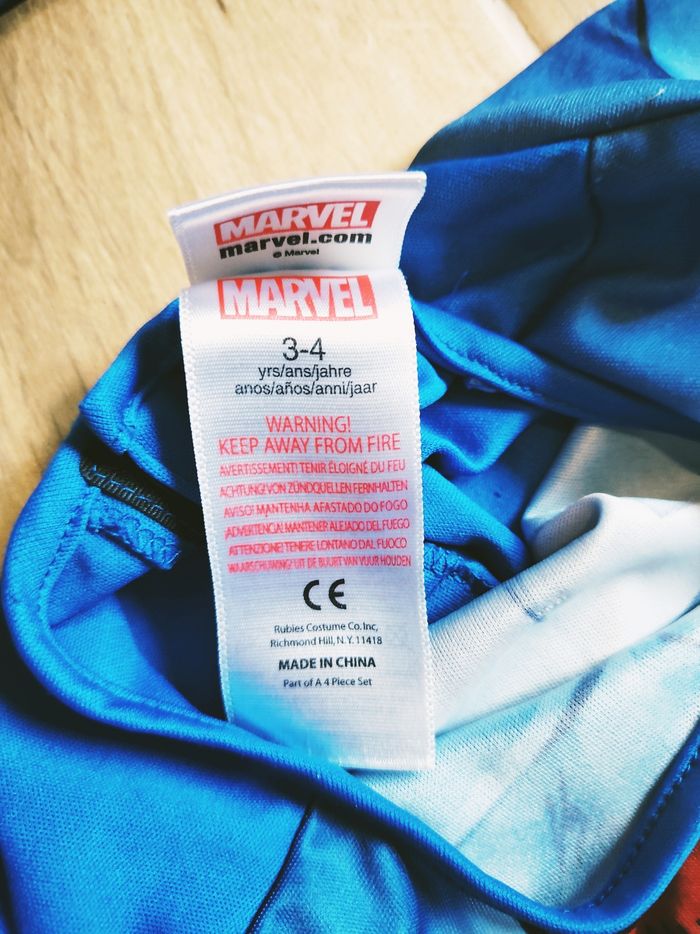 MARVEL
marvel.com
© Marvel
MARVEL
3-4
yrs/ans/jahre
anos/años/anni/jaar
WARNING!
KEEP AWAY FROM FIRE
AVERTISSEMENT! TENIR ÉLOIGNÉ DU FEU
ACHTUNG! VON ZÜNDQUELLEN FERNHALTEN
AVISO! MANTENHA AFASTADO DO FOGO
¡ADVERTENCIA! MANTENER ALEJADO DEL FUEGO
ATTENZIONE! TENERE LONTANO DAL FUOCO
WAARSCHUWING! UIT DE BUURT VAN VUUR HOUDEN
CE
Rubies Costume Co. Inc,
Richmond Hill, N.Y. 11418
MADE IN CHINA
Part of A 4 Piece Set